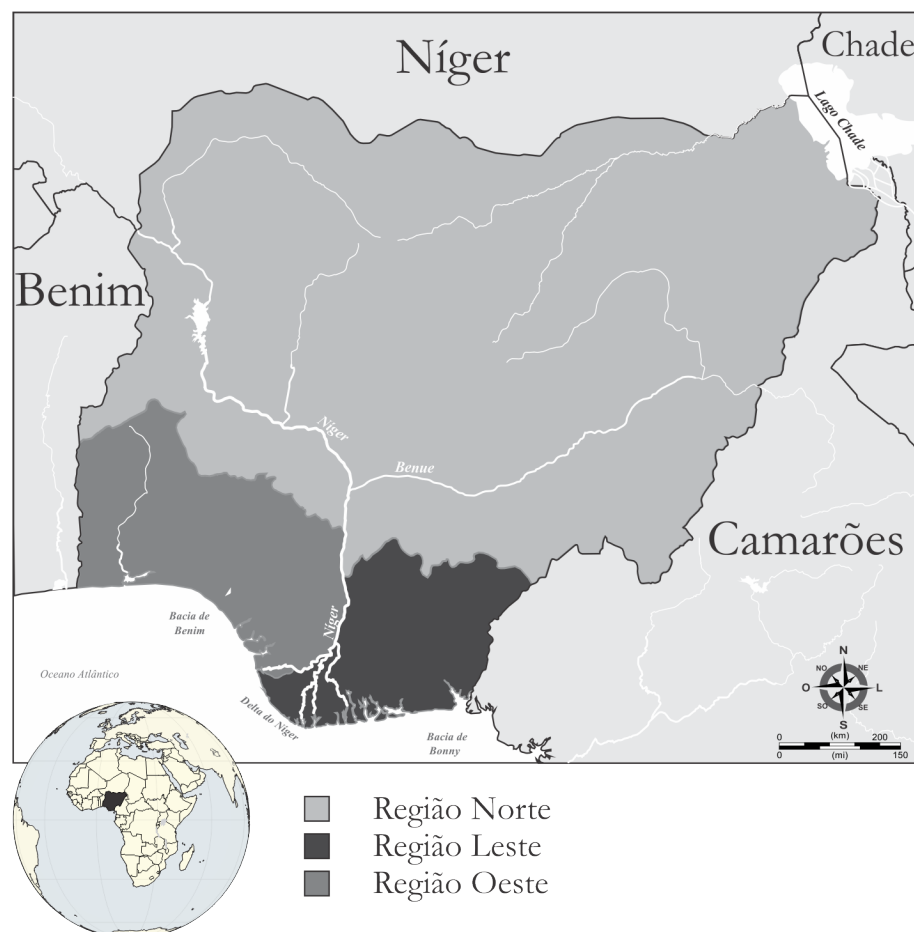 Níger
Chade
Lago Chade
Benim
Níger
Benue
Camarões
Níger
Bacia de
Benim
Oceano Atlântico
Delta do Níger
Bacia de
Bonny
N
NO
NE
O
L
SO
SE
S
0
(km)
200
0
(mi)
150
Região Norte
Região Leste
Região Oeste